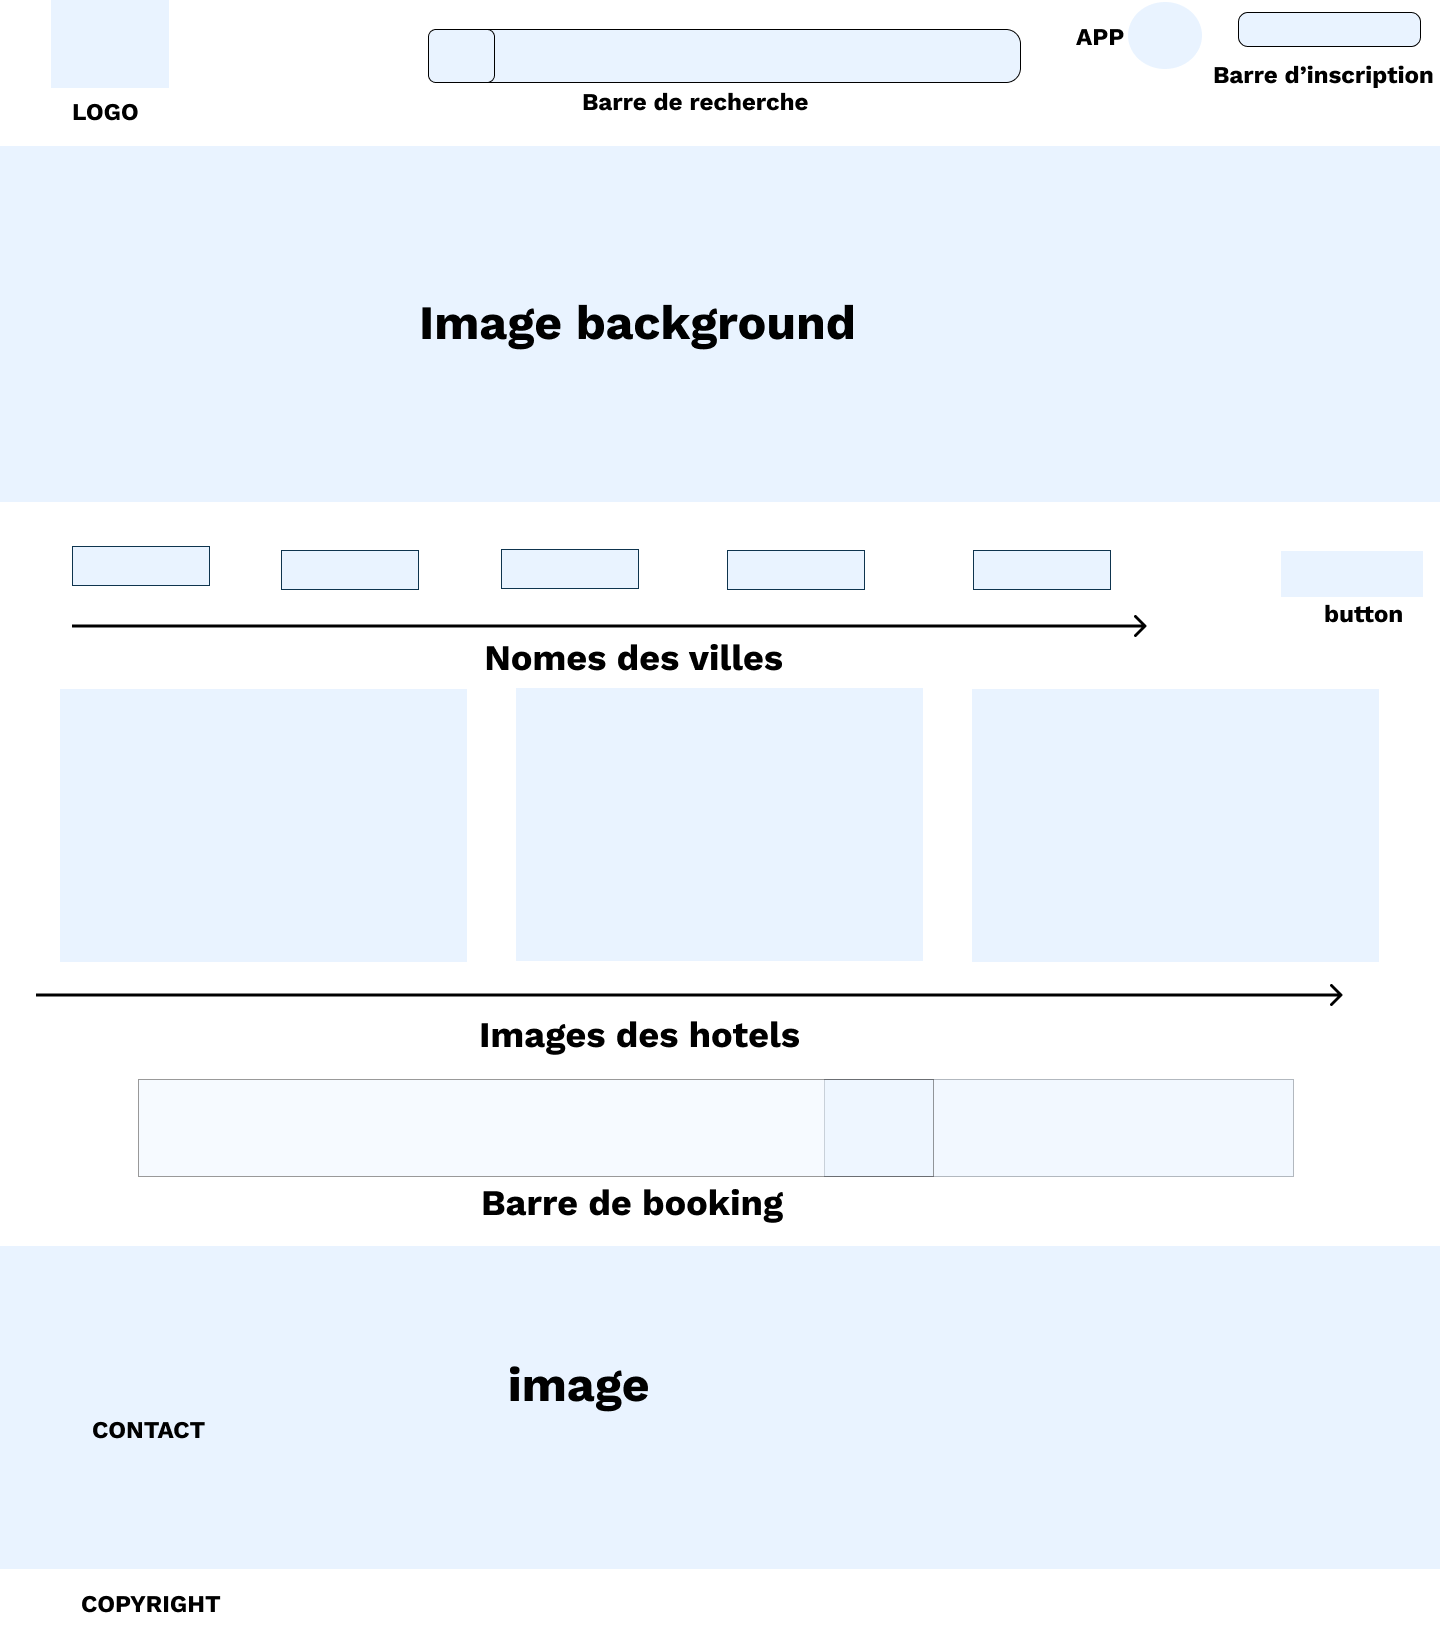 LOGO
Barre de recherche
APP
Barre d’inscription
Image background
button
Nomes des villes
Images des hotels
Barre de booking
image
CONTACT
COPYRIGHT